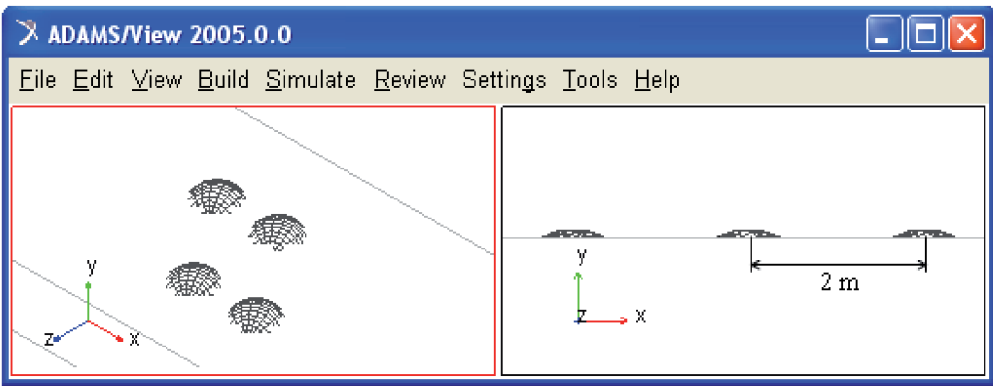 ADAMS/View 2005.0.0
File Edit View Build Simulate Review Settings Tools Help
y
z
x
2 m
y
z
x